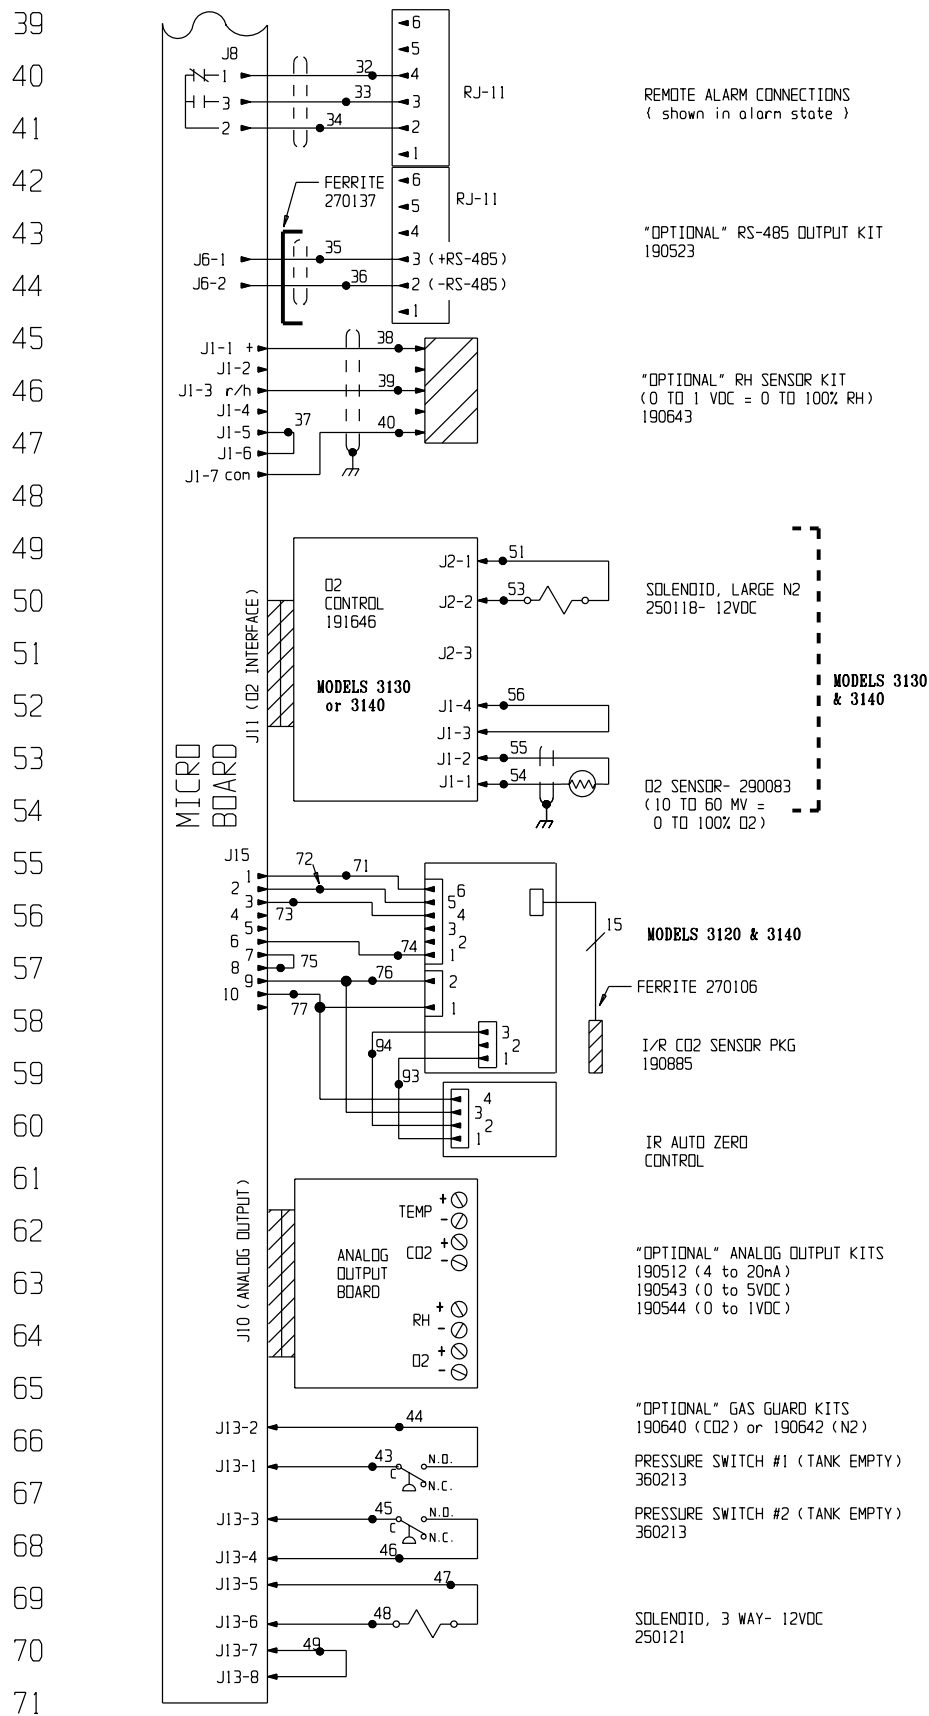 39
6
5
J8
40
1
32
4
RJ-11
REMOTE ALARM CONNECTIONS
( shown in alarm state )
3
33
3
41
2
34
2
1
42
FERRITE
270137
6
RJ-11
5
43
4
"OPTIONAL" RS-485 OUTPUT KIT
190523
J6-1
35
3 (+RS-485)
44
J6-2
36
2 (-RS-485)
1
45
J1-1 +
38
J1-2
46
J1-3 r/h
39
"OPTIONAL" RH SENSOR KIT
(0 TO 1 VDC = 0 TO 100% RH)
190643
J1-4
47
J1-5
37
40
J1-6
J1-7 com
48
49
J2-1
51
50
O2
CONTROL
191646
J2-2
53
SOLENOID, LARGE N2
250118- 12VDC
51
J11 (O2 INTERFACE)
J2-3
MODELS 3130
or 3140
MODELS 3130
& 3140
52
J1-4
56
J1-3
53
MICRO
BOARD
J1-2
55
J1-1
54
O2 SENSOR- 290083
(10 TO 60 MV =
0 TO 100% O2)
54
55
J15
1
72
71
2
6
3
73
5
56
4
4
5
3
15
MODELS 3120 & 3140
6
2
74
1
57
7
75
8
9
76
2
FERRITE 270106
10
77
1
58
3
94
2
I/R CO2 SENSOR PKG
190885
1
59
93
4
3
60
2
1
IR AUTO ZERO
CONTROL
61
J10 (ANALOG OUTPUT)
TEMP
+
-
62
ANALOG
OUTPUT
BOARD
CO2
+
-
"OPTIONAL" ANALOG OUTPUT KITS
190512 (4 to 20mA)
190543 (0 to 5VDC)
190544 (0 to 1VDC)
63
RH
+
-
64
O2
+
-
65
"OPTIONAL" GAS GUARD KITS
190640 (CO2) or 190642 (N2)
J13-2
44
66
J13-1
43
C
N.O.
N.C.
PRESSURE SWITCH #1 (TANK EMPTY)
360213
67
J13-3
45
C
N.O.
N.C.
PRESSURE SWITCH #2 (TANK EMPTY)
360213
68
J13-4
46
J13-5
47
69
J13-6
48
SOLENOID, 3 WAY- 12VDC
250121
70
J13-7
49
J13-8
71